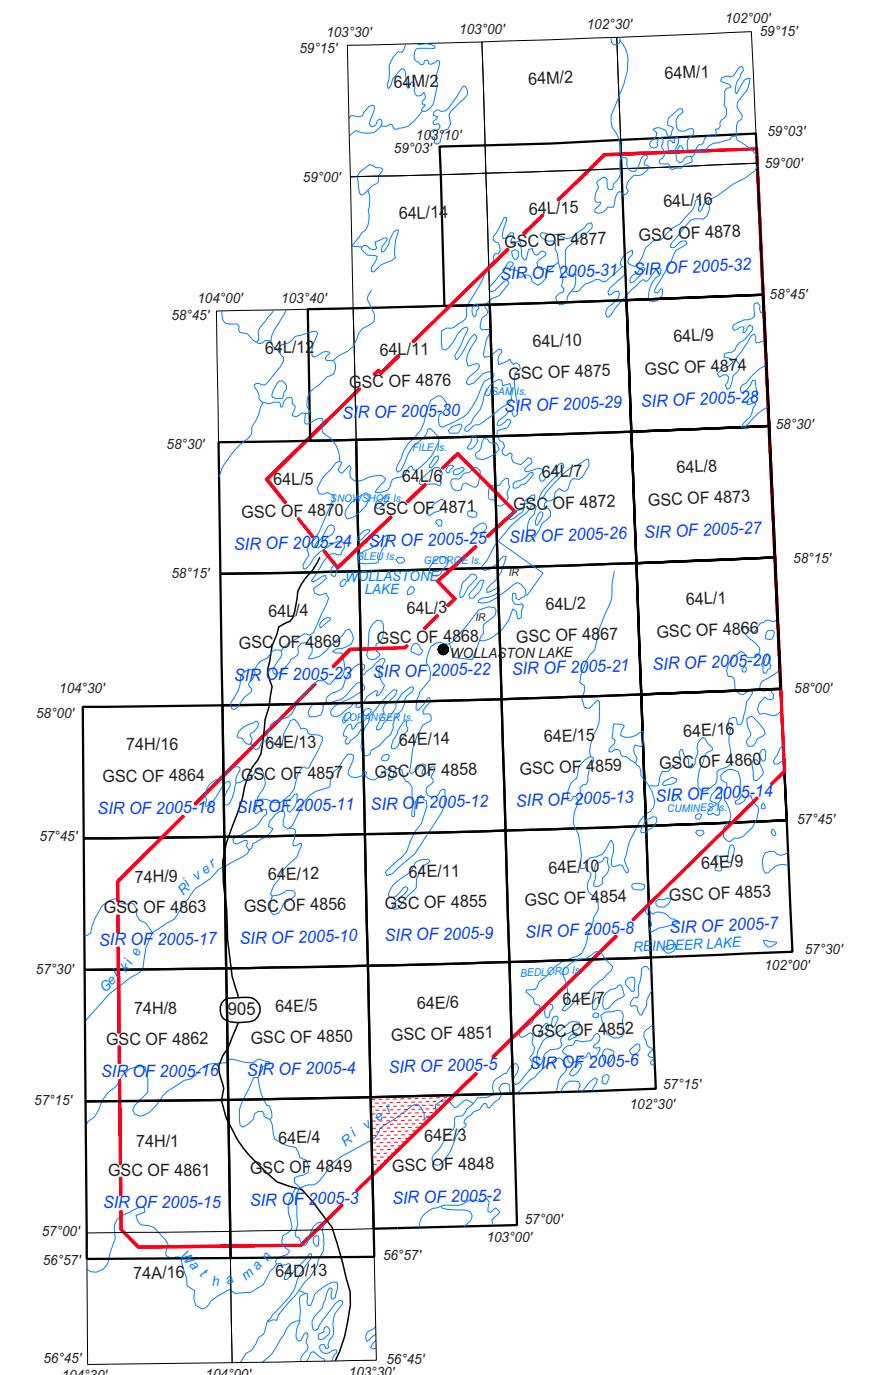 103°30'
103°00'
102°30'
102°00'
59°15'
59°15'
64M/2
64M/2
64M/1
103°10'
59°03'
59°03'
59°00'
59°00'
64L/14
64L/15
GSC OF 4877
SIR OF 2005-31
64L/16
GSC OF 4878
SIR OF 2005-32
104°00'
103°40'
58°45'
58°45'
64L/12
64L/11
GSC OF 4876
SIR OF 2005-30
64L/10
GSC OF 4875
USAM Is.
SIR OF 2005-29
64L/9
GSC OF 4874
SIR OF 2005-28
58°30'
58°30'
FILE Is.
64L/5
SNOWSHOE Is.
GSC OF 4870
SIR OF 2005-24
64L/6
GSC OF 4871
SIR OF 2005-25
BLEU Is.
GEORGE Is.
64L/7
GSC OF 4872
SIR OF 2005-26
64L/8
GSC OF 4873
SIR OF 2005-27
58°15'
58°15'
IR
WOLLASTONE
LAKE
64L/4
GSC OF 4869
SIR OF 2005-23
64L/3
IR
GSC OF 4868
WOLLASTON LAKE
SIR OF 2005-22
64L/2
GSC OF 4867
SIR OF 2005-21
64L/1
GSC OF 4866
SIR OF 2005-20
104°30'
58°00'
58°00'
LORANGER Is.
74H/16
GSC OF 4864
SIR OF 2005-18
64E/13
GSC OF 4857
SIR OF 2005-11
64E/14
GSC OF 4858
SIR OF 2005-12
64E/15
GSC OF 4859
SIR OF 2005-13
64E/16
GSC OF 4860
SIR OF 2005-14
CUMINES Is.
57°45'
57°45'
74H/9
River
GSC OF 4863
SIR OF 2005-17
Geikie
64E/12
GSC OF 4856
SIR OF 2005-10
64E/11
GSC OF 4855
SIR OF 2005-9
64E/10
GSC OF 4854
SIR OF 2005-8
64E/9
GSC OF 4853
SIR OF 2005-7
REINDEER LAKE
57°30'
57°30'
102°00'
BEDLORD Is.
74H/8
GSC OF 4862
SIR OF 2005-16
905
64E/5
GSC OF 4850
SIR OF 2005-4
64E/6
GSC OF 4851
SIR OF 2005-5
64E/7
GSC OF 4852
SIR OF 2005-6
57°15'
57°15'
102°30'
74H/1
GSC OF 4861
SIR OF 2005-15
64E/4
GSC OF 4849
SIR OF 2005-3
River
64E/3
GSC OF 4848
SIR OF 2005-2
57°00'
57°00'
103°00'
56°57'
56°57'
Wathaman
74A/16
64D/13
56°45'
56°45'
104°30'
104°00'
103°30'